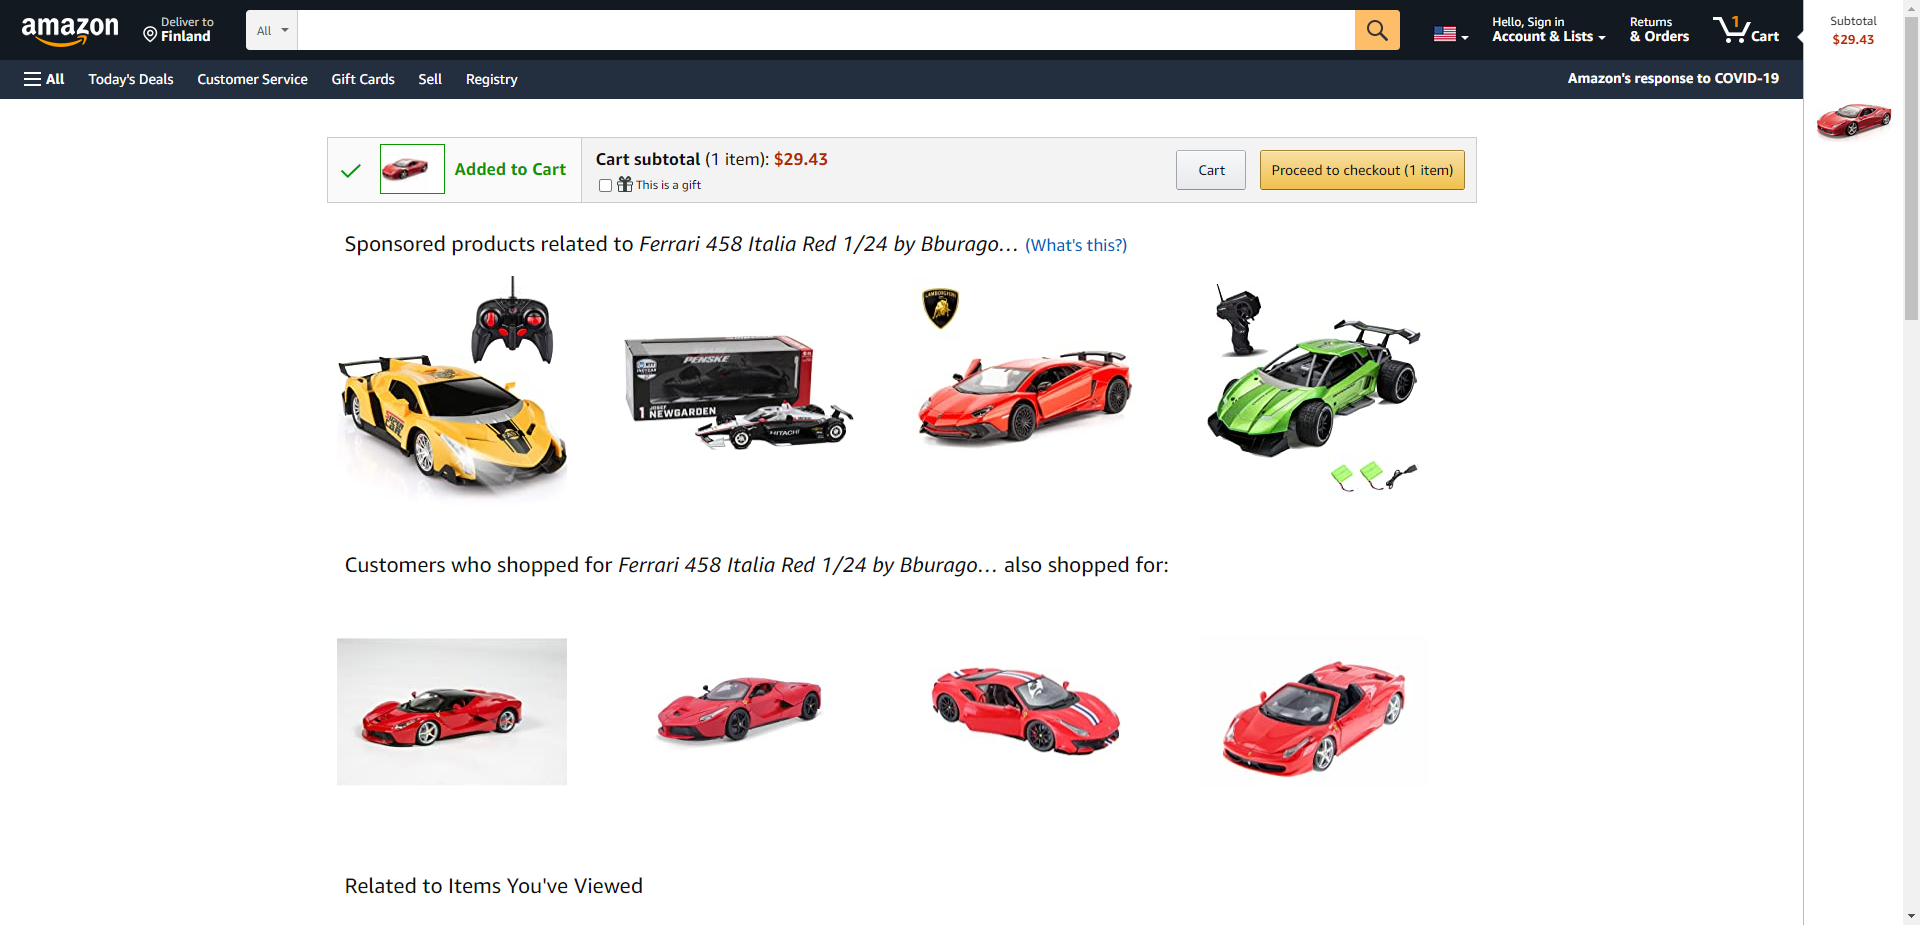 amazon
Deliver to
Finland
All
Hello, Sign in
Account & Lists
Returns
& Orders
1
Cart
Subtotal
$29.43
All
Today's Deals
Customer Service
Gift Cards
Sell
Registry
Amazon's response to COVID-19
Added to Cart
Cart subtotal (1 item): $29.43
This is a gift
Cart
Proceed to checkout (1 item)
Sponsored products related to Ferrari 458 Italia Red 1/24 by Bburago… (What's this?)
LAMBORGHINI
PENSKE
1 JOSEF
NEWGARDEN
HITACHI
Customers who shopped for Ferrari 458 Italia Red 1/24 by Bburago… also shopped for:
Related to Items You've Viewed